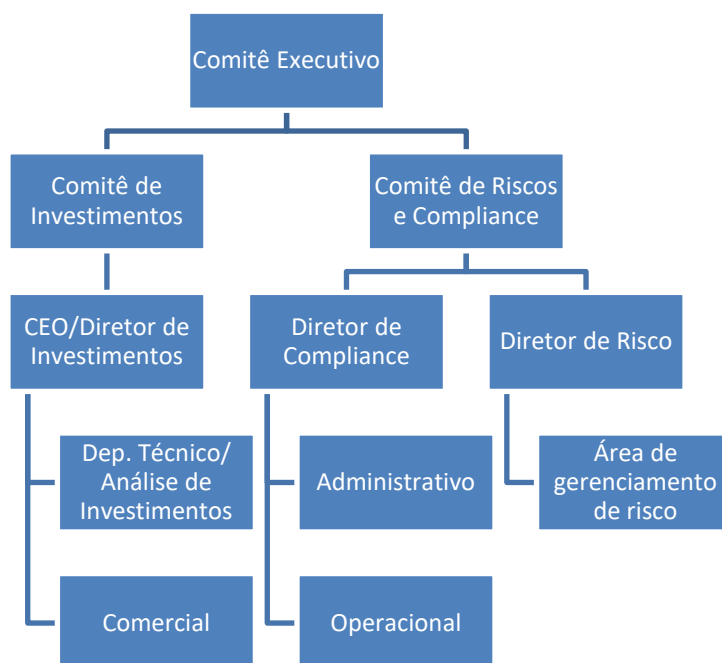 Comitê Executivo
Comitê de
Investimentos
Comitê de Riscos
e Compliance
CEO/Diretor de
Investimentos
Diretor de
Compliance
Diretor de Risco
Dep. Técnico/
Análise de
Investimentos
Administrativo
Área de
gerenciamento
de risco
Comercial
Operacional